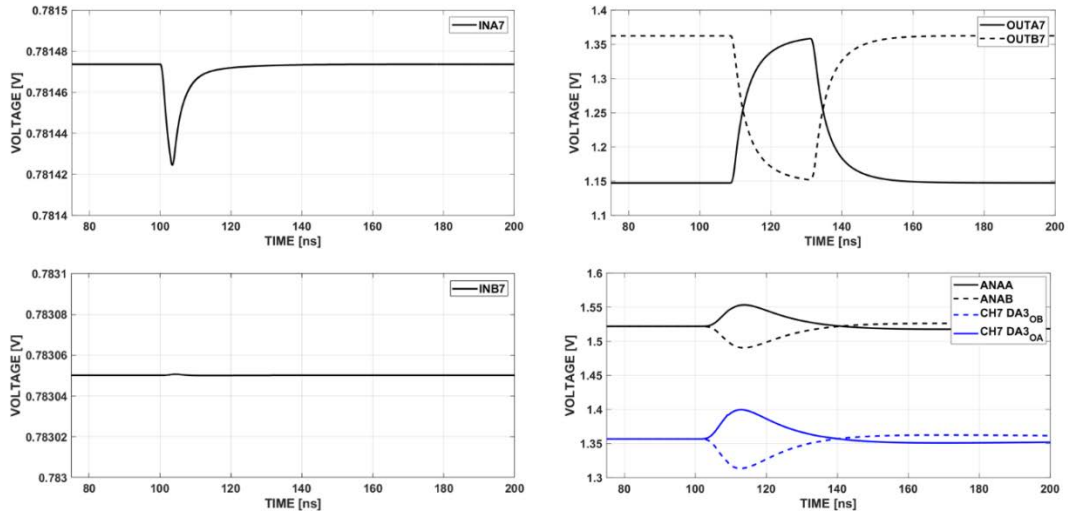 0.7815
0.78148
0.78146
0.78144
0.78142
0.7814
VOLTAGE [V]
INA7
80 100 120 140 160 180 200
TIME [ns]
1.4
1.35
1.3
1.25
1.2
1.15
1.1
VOLTAGE [V]
OUTA7
OUTB7
80 100 120 140 160 180 200
TIME [ns]
0.7831
0.78308
0.78306
0.78304
0.78302
0.783
VOLTAGE [V]
INB7
80 100 120 140 160 180 200
TIME [ns]
1.6
1.55
1.5
1.45
1.4
1.35
1.3
VOLTAGE [V]
ANAA
ANAB
CH7 DA3OB
CH7 DA3OA
80 100 120 140 160 180 200
TIME [ns]